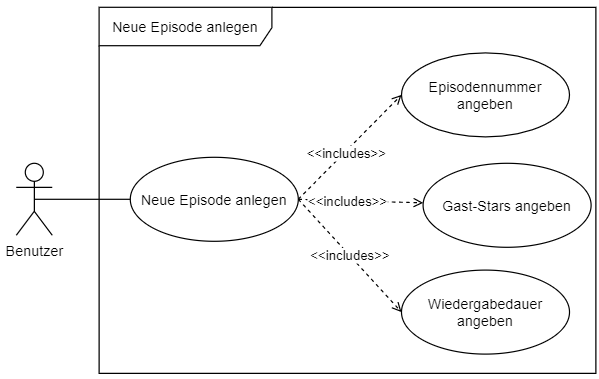 Neue Episode anlegen
Episodennummer
angeben
<<includes>>
Neue Episode anlegen
<<includes>>
Gast-Stars angeben
Benutzer
<<includes>>
Wiedergabedauer
angeben